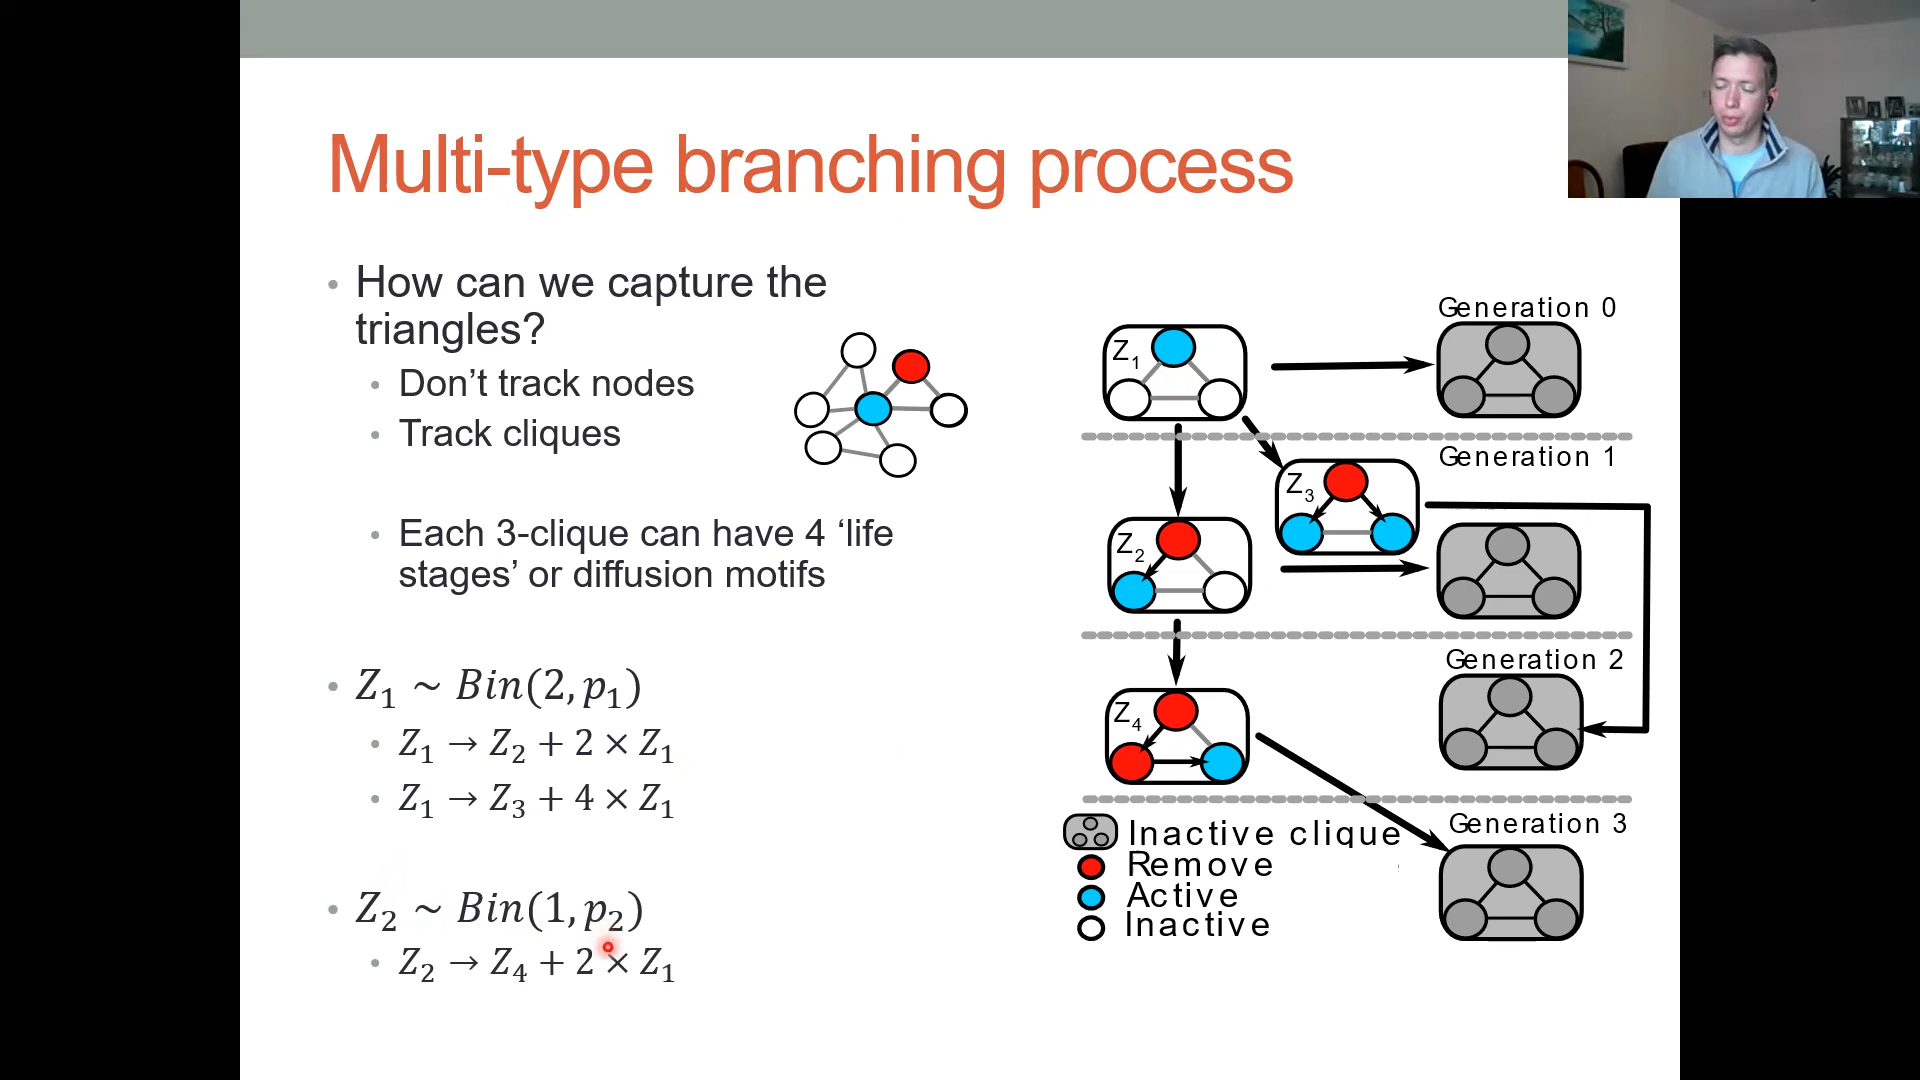 Multi-type branching process
• How can we capture the
triangles?
• Don’t track nodes
• Track cliques
• Each 3-clique can have 4 ‘life
stages’ or diffusion motifs
• Z₁ ~ Bin(2, p₁)
• Z₁ → Z₂ + 2 × Z₁
• Z₁ → Z₃ + 4 × Z₁
• Z₂ ~ Bin(1, p₂)
• Z₂ → Z₄ + 2 × Z₁
Generation 0
Z₁
Generation 1
Z₃
Z₂
Generation 2
Z₄
Generation 3
Inactive clique
Remove
Active
Inactive